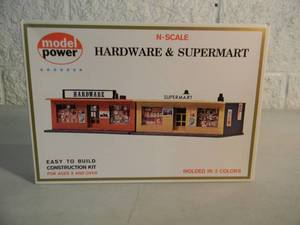 model
power
N-SCALE
HARDWARE & SUPERMART
HARDWARE
SUPERMART
EASY TO BUILD
CONSTRUCTION KIT
FOR AGES 8 AND OVER
MOLDED IN 3 COLORS